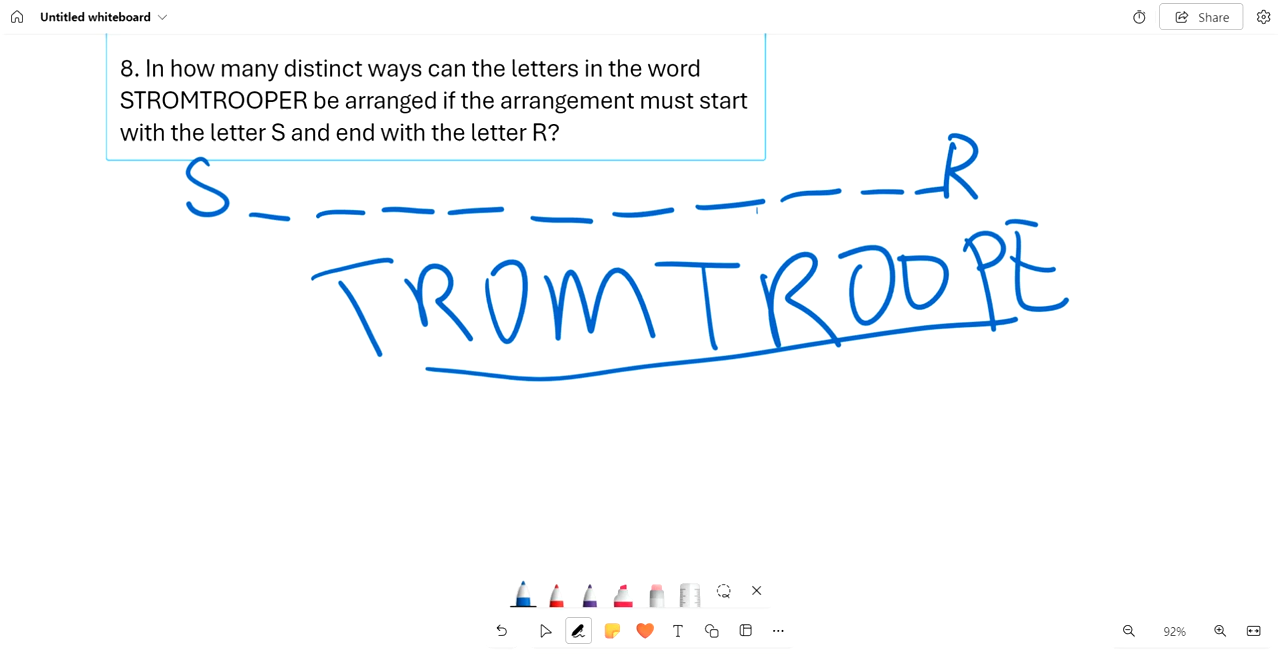 Untitled whiteboard
Share
8. In how many distinct ways can the letters in the word
STROMTROOPER be arranged if the arrangement must start
with the letter S and end with the letter R?
S _ _ _ _ _ _ _ _ _ _ R
TROMTROOPE
92%